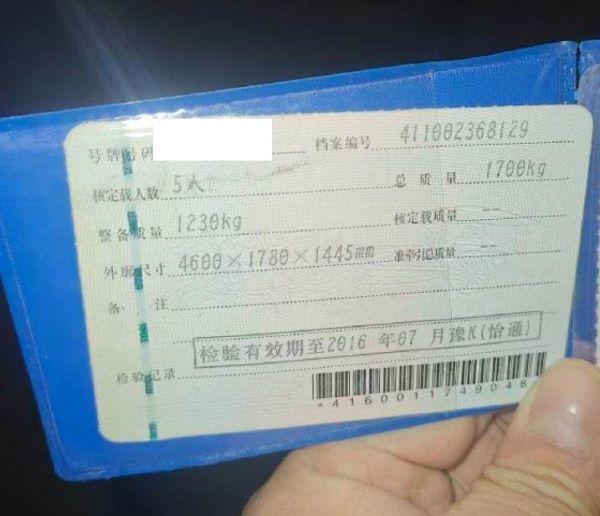 号牌号码 档案编号 411002368129
核定载人数 5人 总质量 1700kg
整备质量 1230kg 核定载质量 --
外廓尺寸 4600×1780×1445mm 准牵引总质量 --
备注
检验记录 检验有效期至2016年07月豫K(怡通)
*4160011749048*